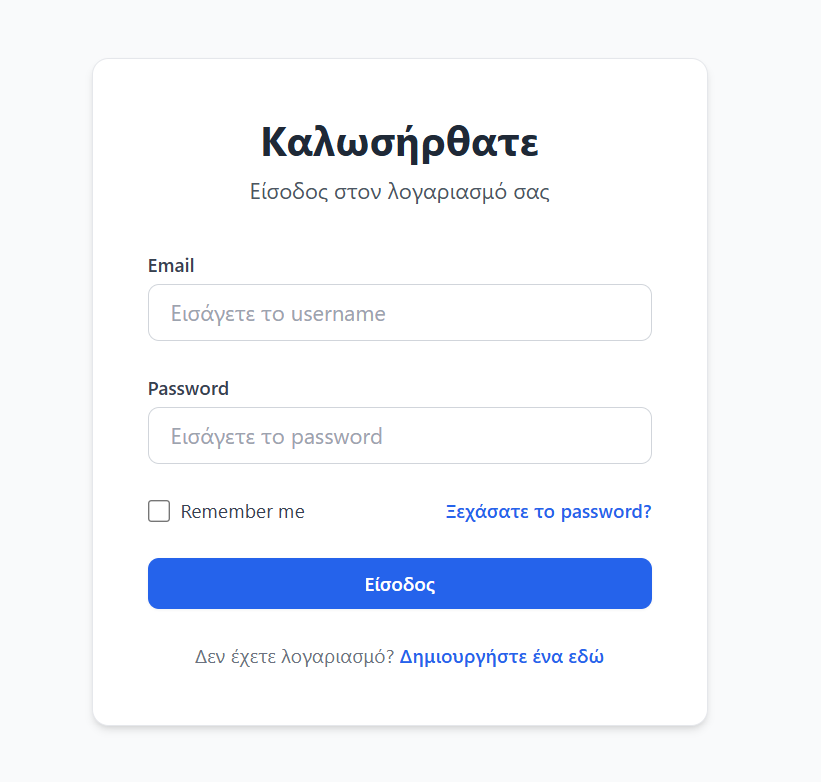 Καλωσήρθατε
Είσοδος στον λογαριασμό σας
Email
Εισάγετε το username
Password
Εισάγετε το password
Remember me
Ξεχάσατε το password?
Είσοδος
Δεν έχετε λογαριασμό? Δημιουργήστε ένα εδώ